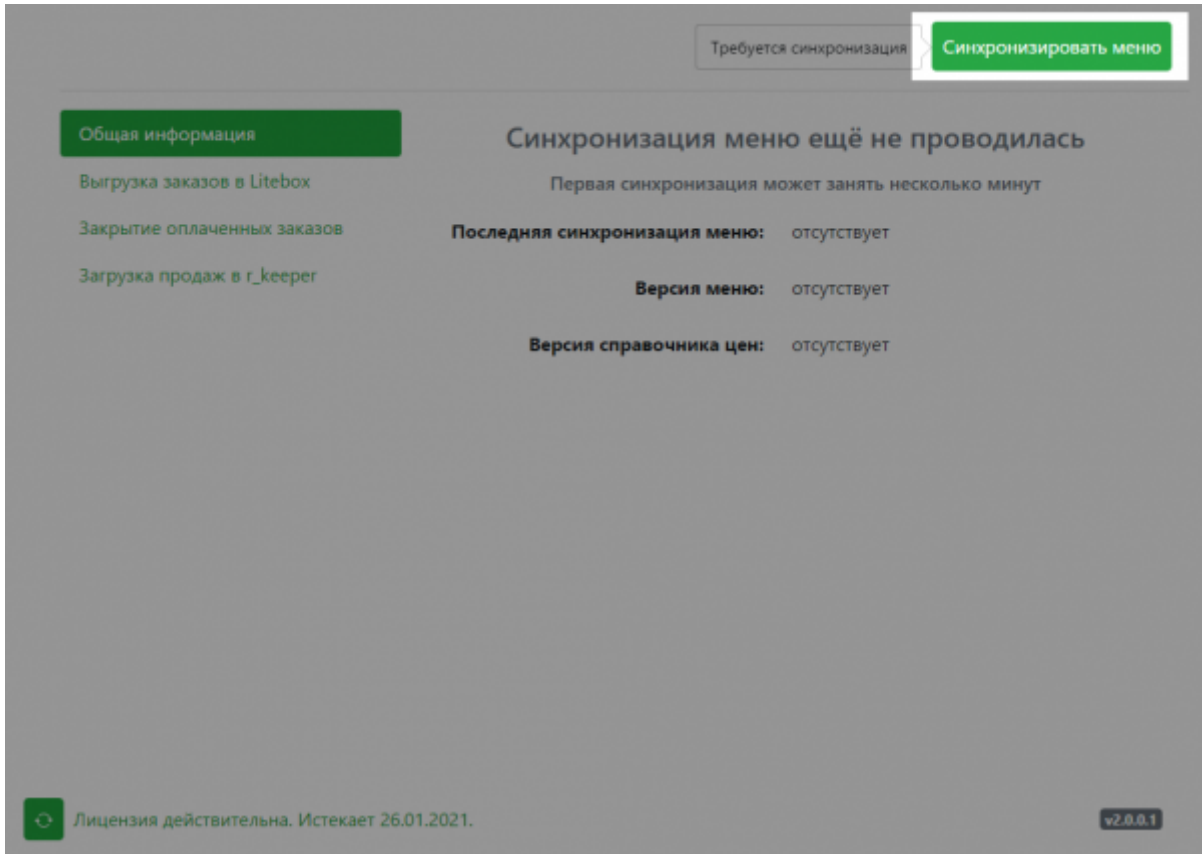 Требуется синхронизация
Синхронизировать меню
Общая информация
Выгрузка заказов в Litebox
Закрытие оплаченных заказов
Загрузка продаж в r_keeper
Синхронизация меню ещё не проводилась
Первая синхронизация может занять несколько минут
Последняя синхронизация меню: отсутствует
Версия меню: отсутствует
Версия справочника цен: отсутствует
Лицензия действительна. Истекает 26.01.2021.
v2.0.0.1